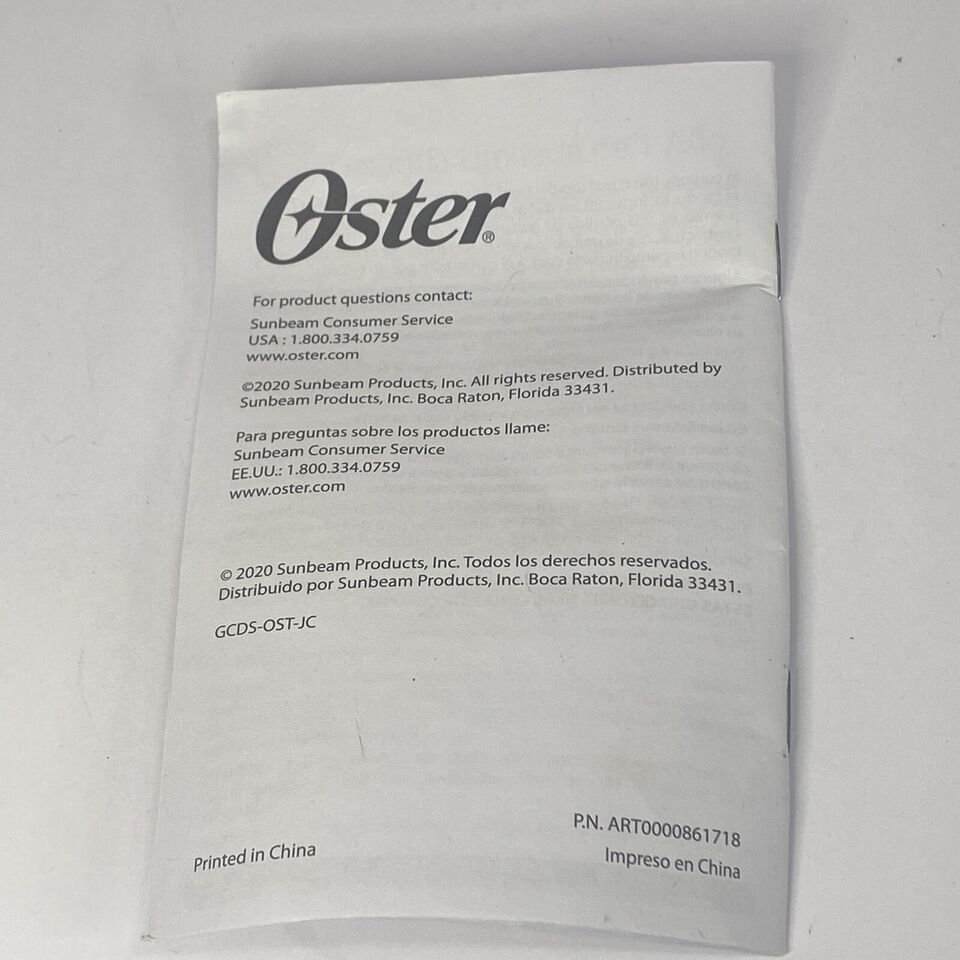 Oster®
For product questions contact:
Sunbeam Consumer Service
USA : 1.800.334.0759
www.oster.com
©2020 Sunbeam Products, Inc. All rights reserved. Distributed by
Sunbeam Products, Inc. Boca Raton, Florida 33431.
Para preguntas sobre los productos llame:
Sunbeam Consumer Service
EE.UU.: 1.800.334.0759
www.oster.com
© 2020 Sunbeam Products, Inc. Todos los derechos reservados.
Distribuido por Sunbeam Products, Inc. Boca Raton, Florida 33431.
GCDS-OST-JC
P.N. ART0000861718
Printed in China
Impreso en China